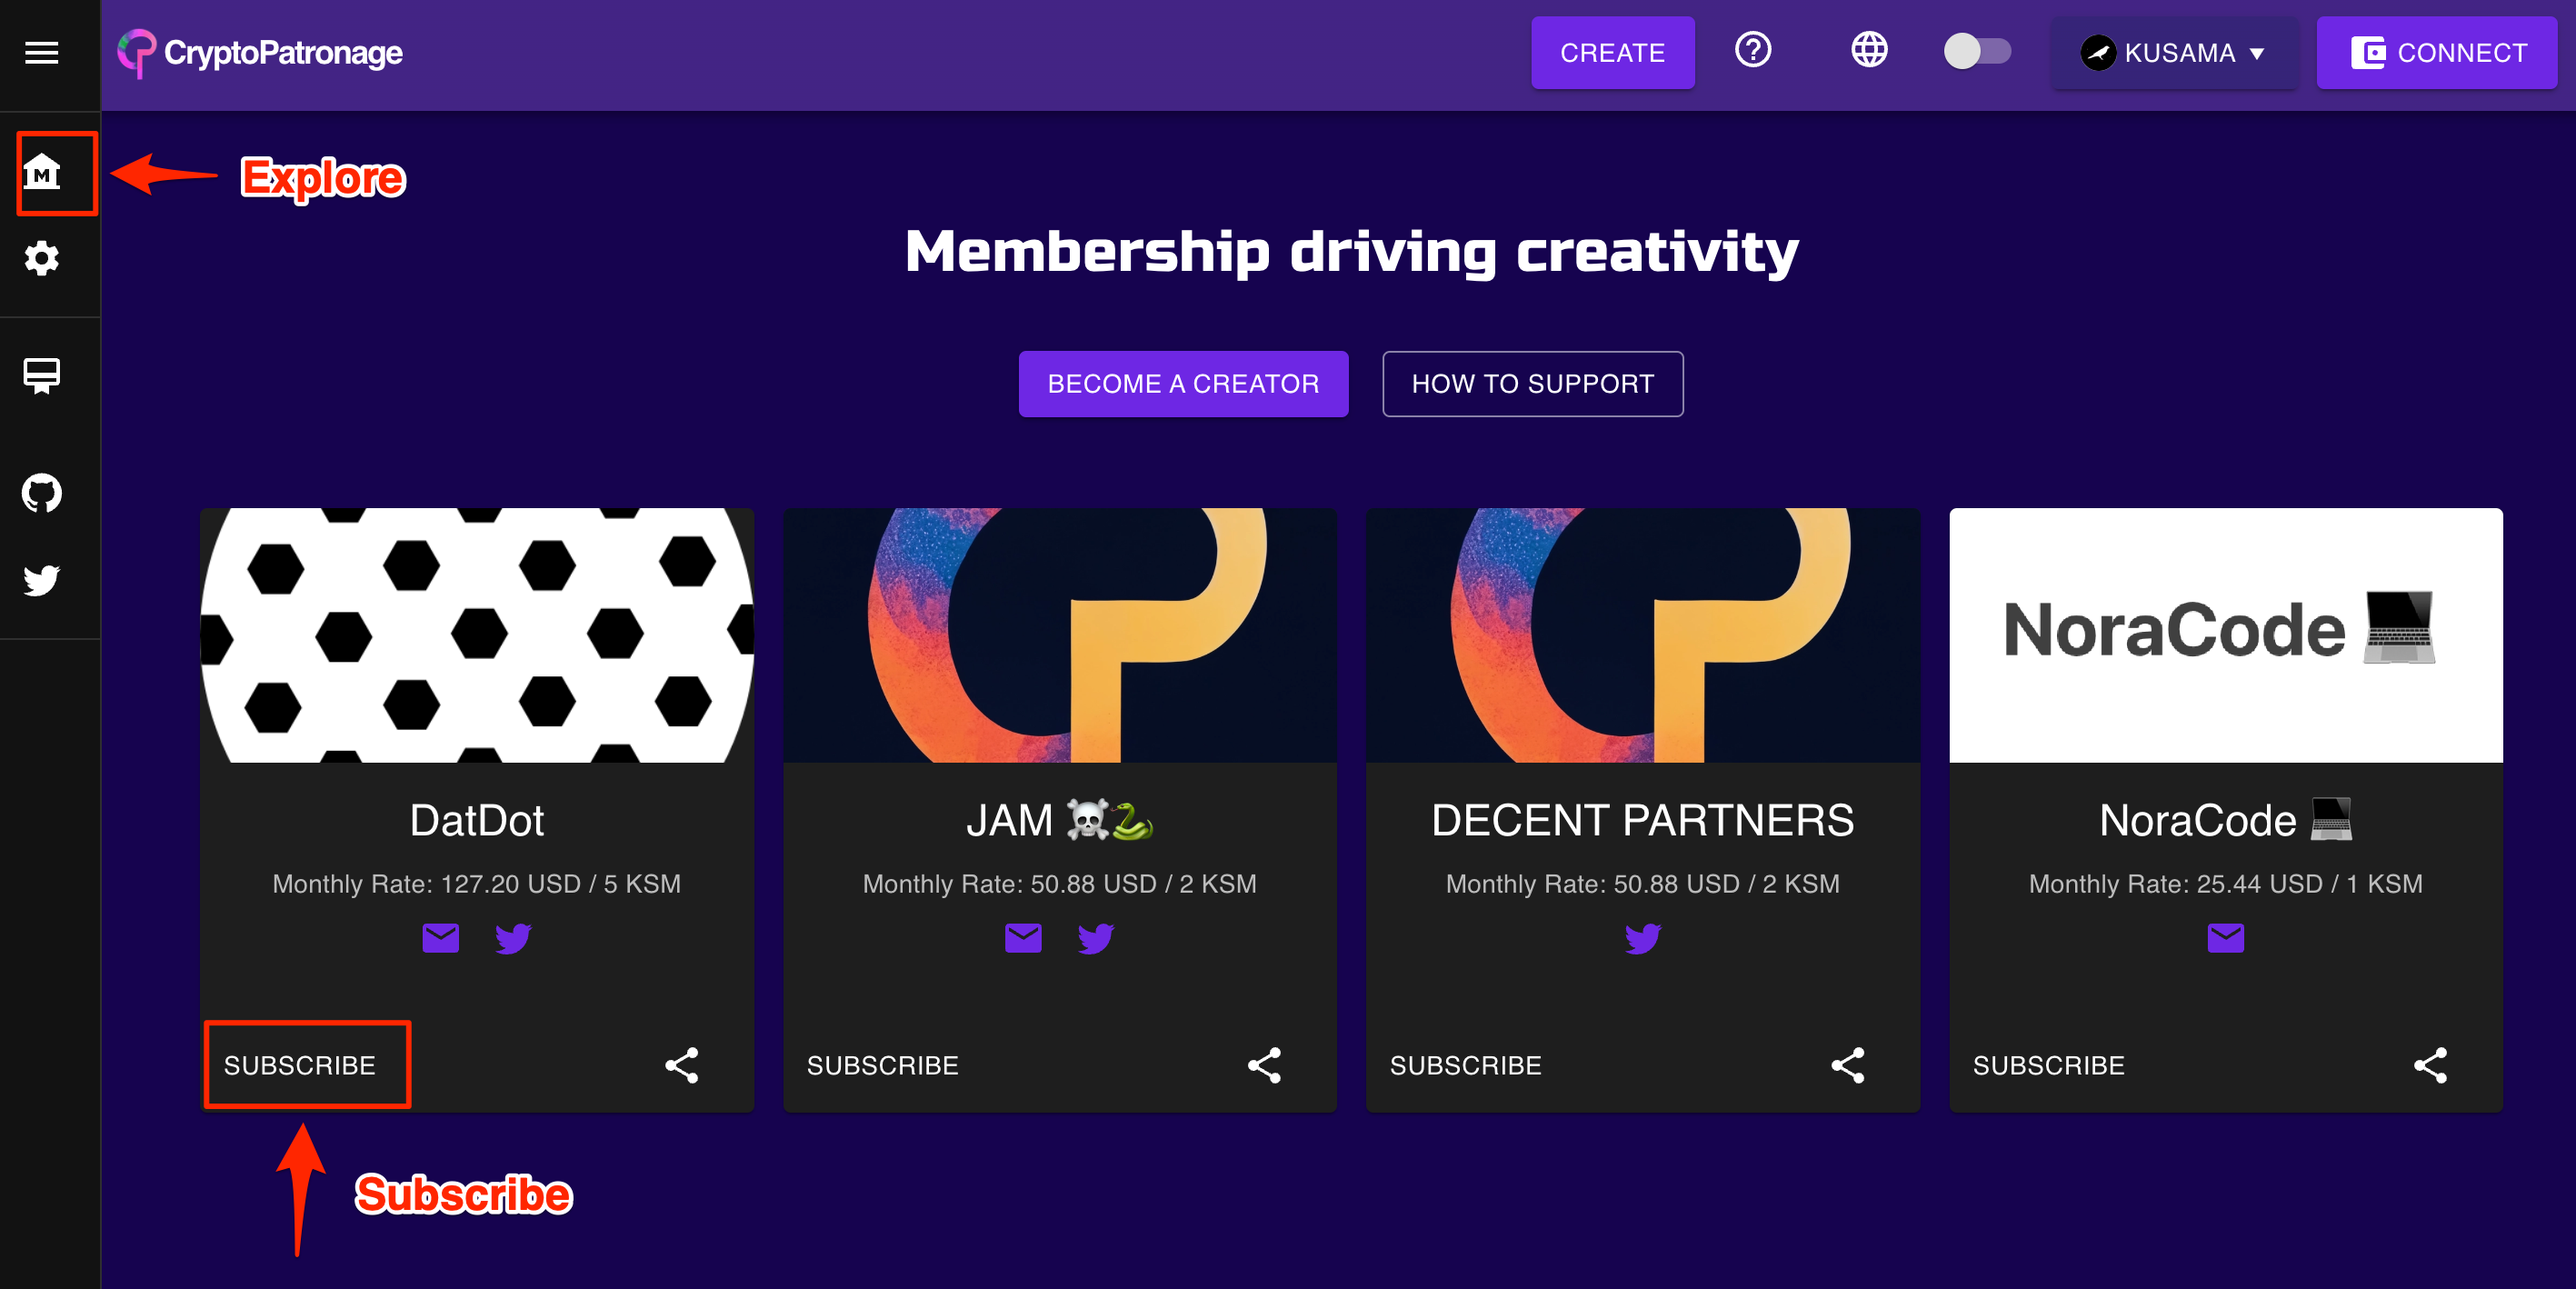 CryptoPatronage
CREATE
KUSAMA
CONNECT
M
Explore
Membership driving creativity
BECOME A CREATOR
HOW TO SUPPORT
NoraCode 💻
DatDot
Monthly Rate: 127.20 USD / 5 KSM
SUBSCRIBE
JAM ☠️🐍
Monthly Rate: 50.88 USD / 2 KSM
SUBSCRIBE
DECENT PARTNERS
Monthly Rate: 50.88 USD / 2 KSM
SUBSCRIBE
NoraCode 💻
Monthly Rate: 25.44 USD / 1 KSM
SUBSCRIBE
Subscribe